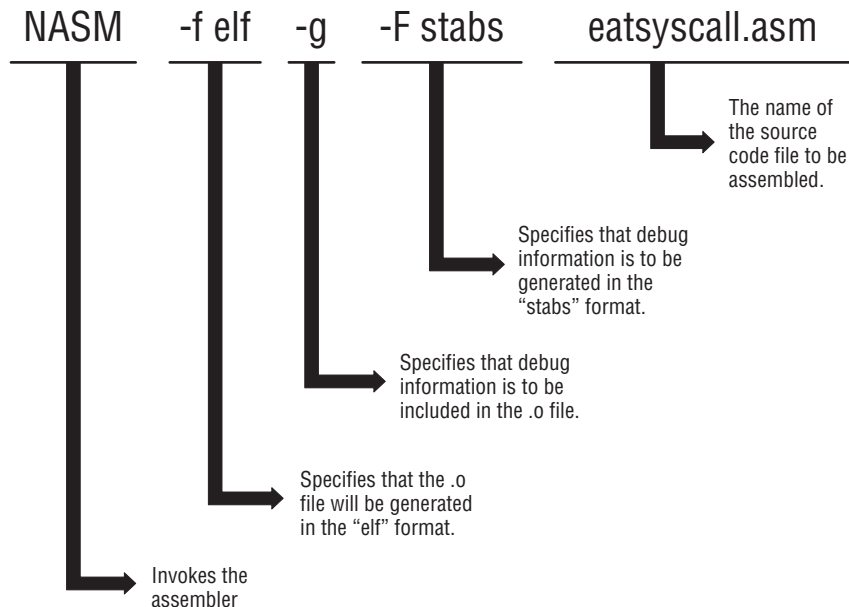 NASM -f elf -g -F stabs eatsyscall.asm
The name of
the source
code file to be
assembled.
Specifies that debug
information is to be
generated in the
“stabs” format.
Specifies that debug
information is to be
included in the .o file.
Specifies that the .o
file will be generated
in the “elf” format.
Invokes the
assembler